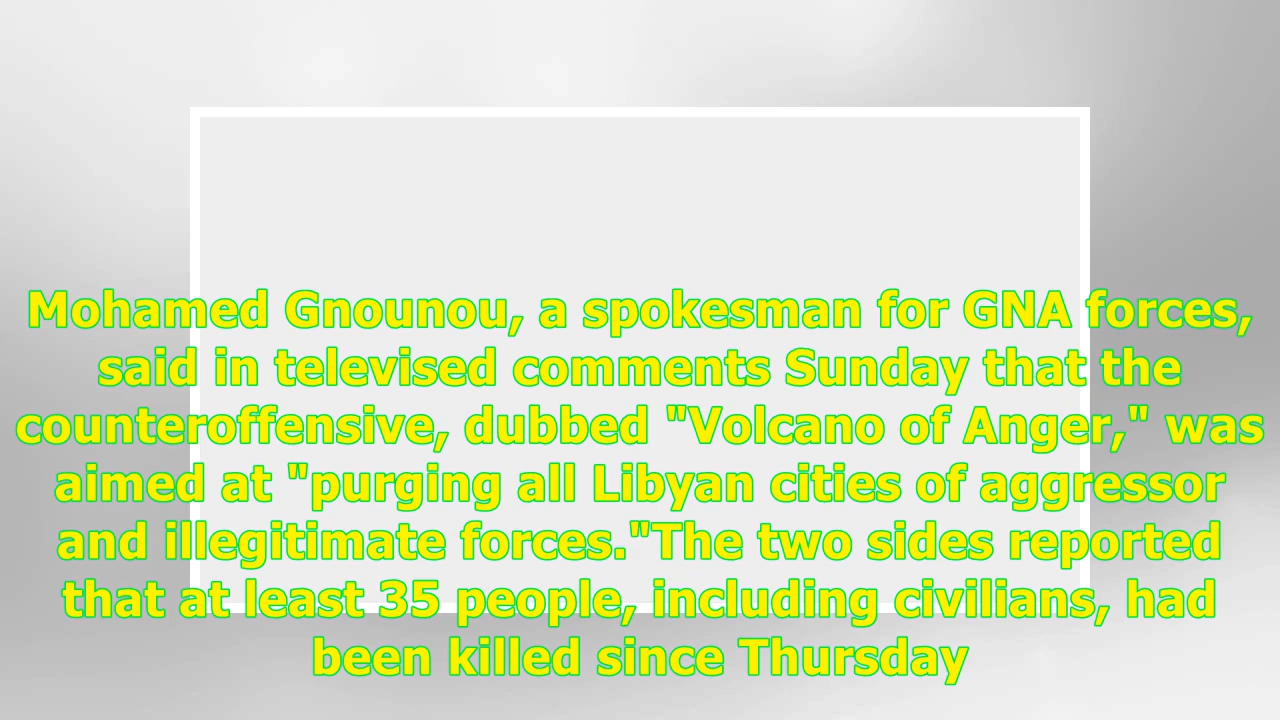 Mohamed Gnounou, a spokesman for GNA forces,
said in televised comments Sunday that the
counteroffensive, dubbed "Volcano of Anger," was
aimed at "purging all Libyan cities of aggressor
and illegitimate forces."The two sides reported
that at least 35 people, including civilians, had
been killed since Thursday